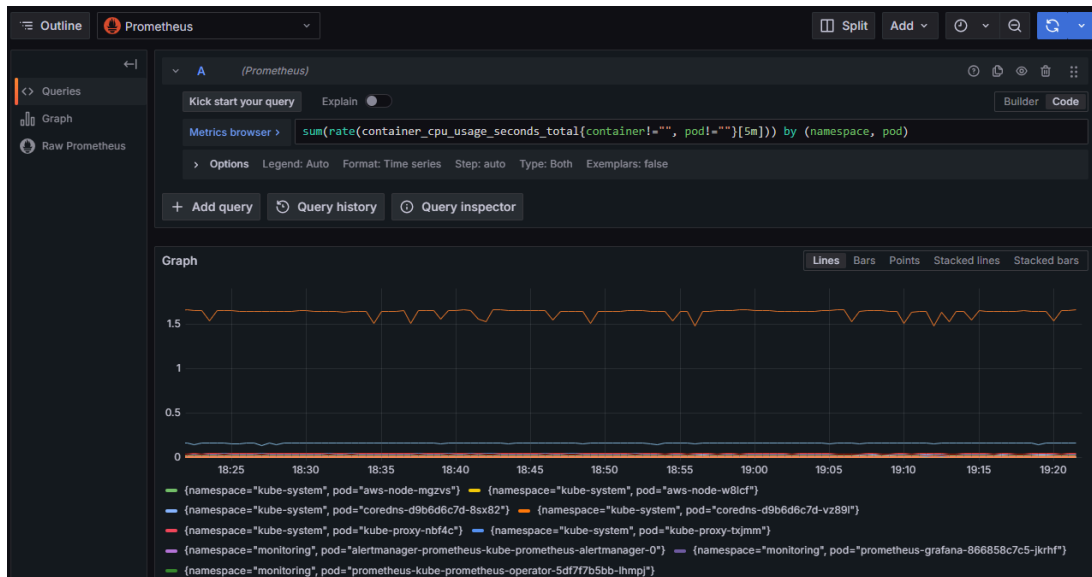 Outline Prometheus Split Add
Queries
Graph
Raw Prometheus
A (Prometheus)
Kick start your query Explain Builder Code
Metrics browser > sum(rate(container_cpu_usage_seconds_total{container!="", pod!=""}[5m])) by (namespace, pod)
> Options Legend: Auto Format: Time series Step: auto Type: Both Exemplars: false
+ Add query Query history Query inspector
Graph Lines Bars Points Stacked lines Stacked bars
1.5
1
0.5
0
18:25 18:30 18:35 18:40 18:45 18:50 18:55 19:00 19:05 19:10 19:15 19:20
{namespace="kube-system", pod="aws-node-mgzvs"} {namespace="kube-system", pod="aws-node-w8lcf"}
{namespace="kube-system", pod="coredns-d9b6d6c7d-8sx82"} {namespace="kube-system", pod="coredns-d9b6d6c7d-vz89l"}
{namespace="kube-system", pod="kube-proxy-nbf4c"} {namespace="kube-system", pod="kube-proxy-txjmm"}
{namespace="monitoring", pod="alertmanager-prometheus-kube-prometheus-alertmanager-0"} {namespace="monitoring", pod="prometheus-grafana-866858c7c5-jkrhf"}
{namespace="monitoring", pod="prometheus-kube-prometheus-operator-5df7f7b5bb-lhmpj"}